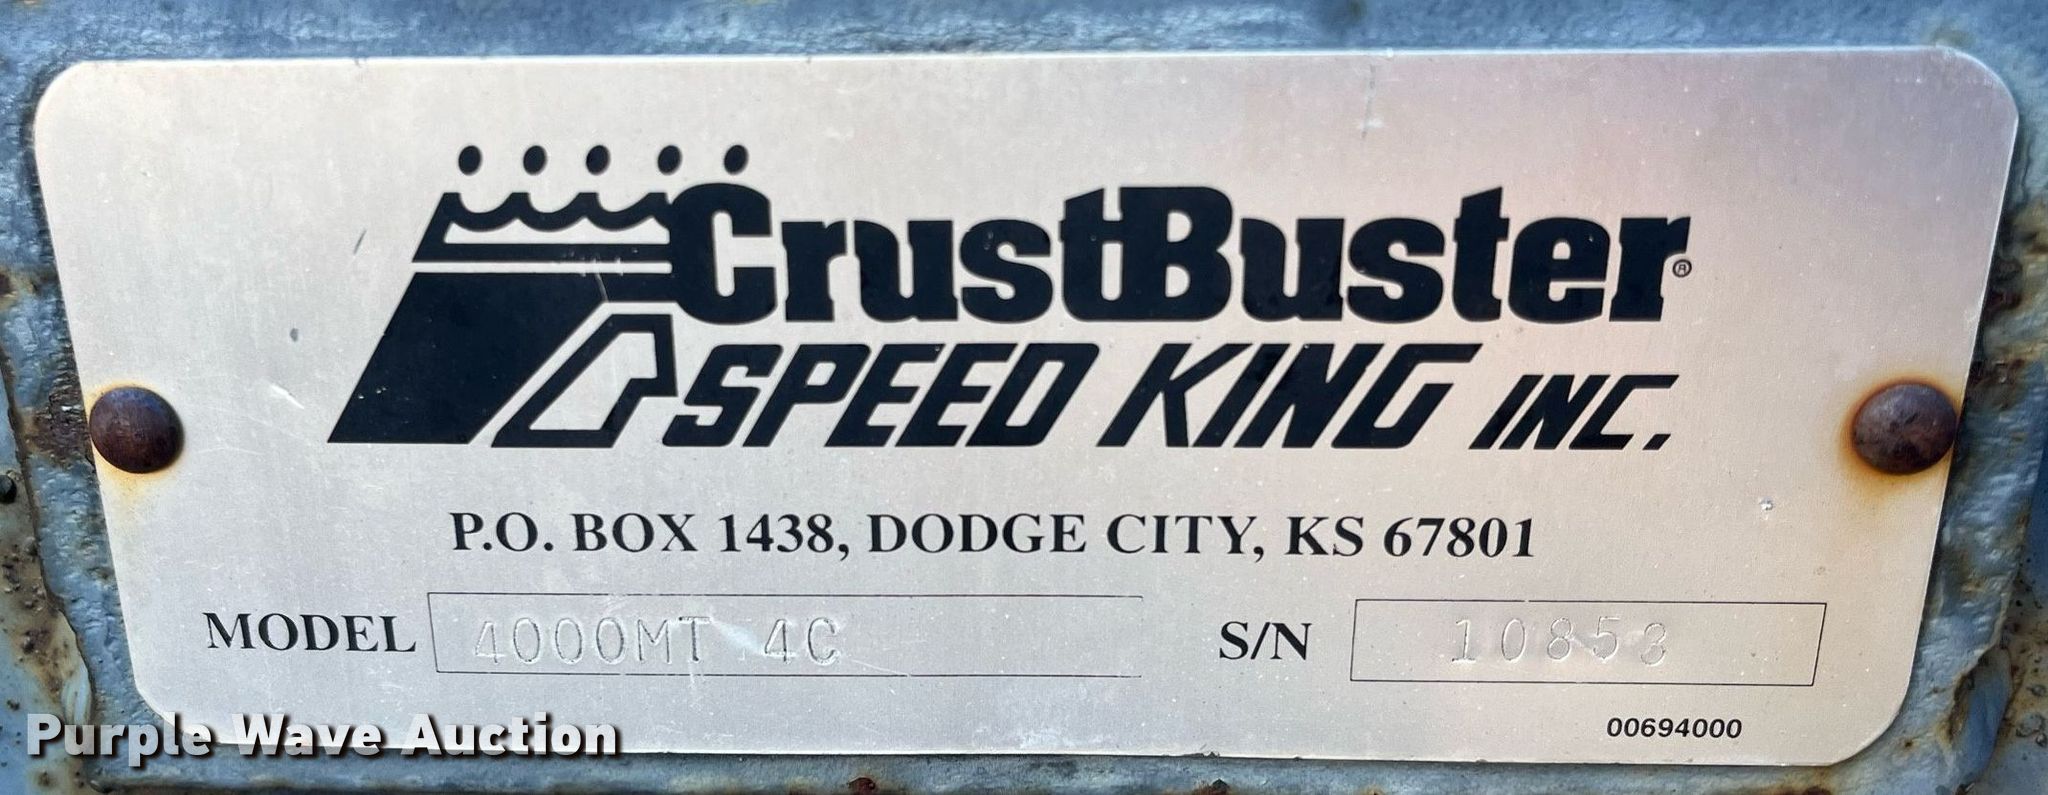 CrustBuster®
SPEED KING INC.
P.O. BOX 1438, DODGE CITY, KS 67801
MODEL 4000MT 4C
S/N 10853
00694000
Purple Wave Auction